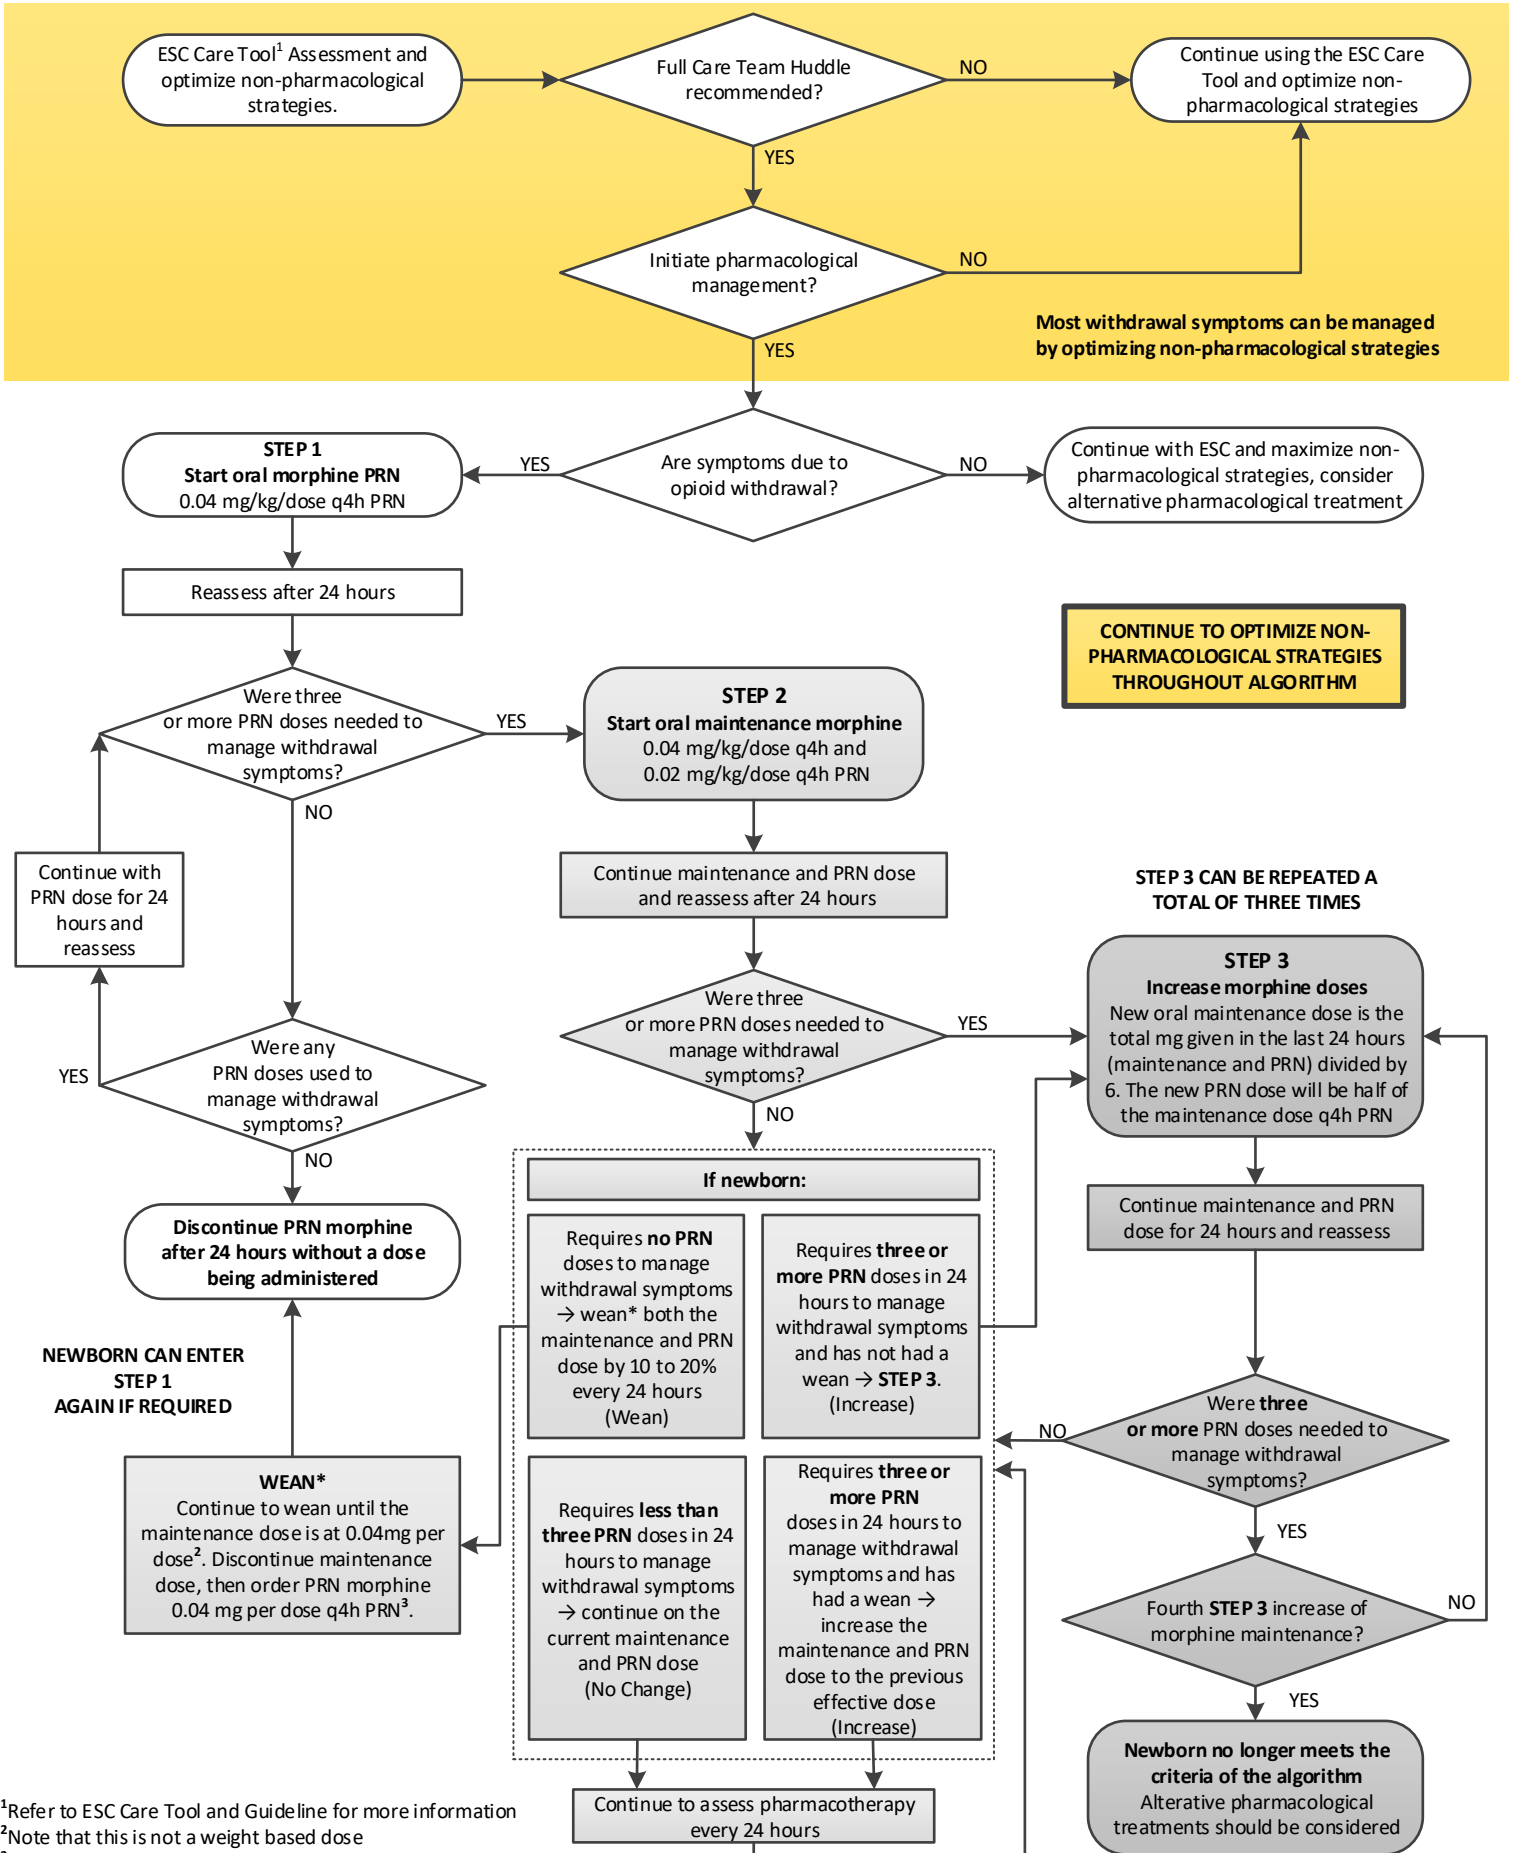 ESC Care Tool¹ Assessment and
optimize non-pharmacological
strategies.
Full Care Team Huddle
recommended?
NO
Continue using the ESC Care
Tool and optimize non-
pharmacological strategies
YES
Initiate pharmacological
management?
NO
Most withdrawal symptoms can be managed
by optimizing non-pharmacological strategies
YES
STEP 1
Start oral morphine PRN
0.04 mg/kg/dose q4h PRN
YES
Are symptoms due to
opioid withdrawal?
NO
Continue with ESC and maximize non-
pharmacological strategies, consider
alternative pharmacological treatment
Reassess after 24 hours
CONTINUE TO OPTIMIZE NON-
PHARMACOLOGICAL STRATEGIES
THROUGHOUT ALGORITHM
Were three
or more PRN doses needed to
manage withdrawal
symptoms?
YES
STEP 2
Start oral maintenance morphine
0.04 mg/kg/dose q4h and
0.02 mg/kg/dose q4h PRN
NO
Continue with
PRN dose for 24
hours and
reassess
Continue maintenance and PRN dose
and reassess after 24 hours
STEP 3 CAN BE REPEATED A
TOTAL OF THREE TIMES
STEP 3
Increase morphine doses
New oral maintenance dose is the
total mg given in the last 24 hours
(maintenance and PRN) divided by
6. The new PRN dose will be half of
the maintenance dose q4h PRN
Were three
or more PRN doses needed to
manage withdrawal
symptoms?
YES
NO
YES
Were any
PRN doses used to
manage withdrawal
symptoms?
NO
Discontinue PRN morphine
after 24 hours without a dose
being administered
If newborn:
Requires no PRN
doses to manage
withdrawal symptoms
→ wean* both the
maintenance and PRN
dose by 10 to 20%
every 24 hours
(Wean)
Requires three or
more PRN doses in 24
hours to manage
withdrawal symptoms
and has not had a
wean → STEP 3.
(Increase)
Continue maintenance and PRN
dose for 24 hours and reassess
NEWBORN CAN ENTER
STEP 1
AGAIN IF REQUIRED
NO
Were three
or more PRN doses needed to
manage withdrawal
symptoms?
WEAN*
Continue to wean until the
maintenance dose is at 0.04mg per
dose². Discontinue maintenance
dose, then order PRN morphine
0.04 mg per dose q4h PRN³.
Requires less than
three PRN doses in 24
hours to manage
withdrawal symptoms
→ continue on the
current maintenance
and PRN dose
(No Change)
Requires three or
more PRN
doses in 24 hours to
manage withdrawal
symptoms and has
had a wean →
increase the
maintenance and PRN
dose to the previous
effective dose
(Increase)
YES
Fourth STEP 3 increase of
morphine maintenance?
NO
YES
Newborn no longer meets the
criteria of the algorithm
Alterative pharmacological
treatments should be considered
Continue to assess pharmacotherapy
every 24 hours
¹Refer to ESC Care Tool and Guideline for more information
²Note that this is not a weight based dose